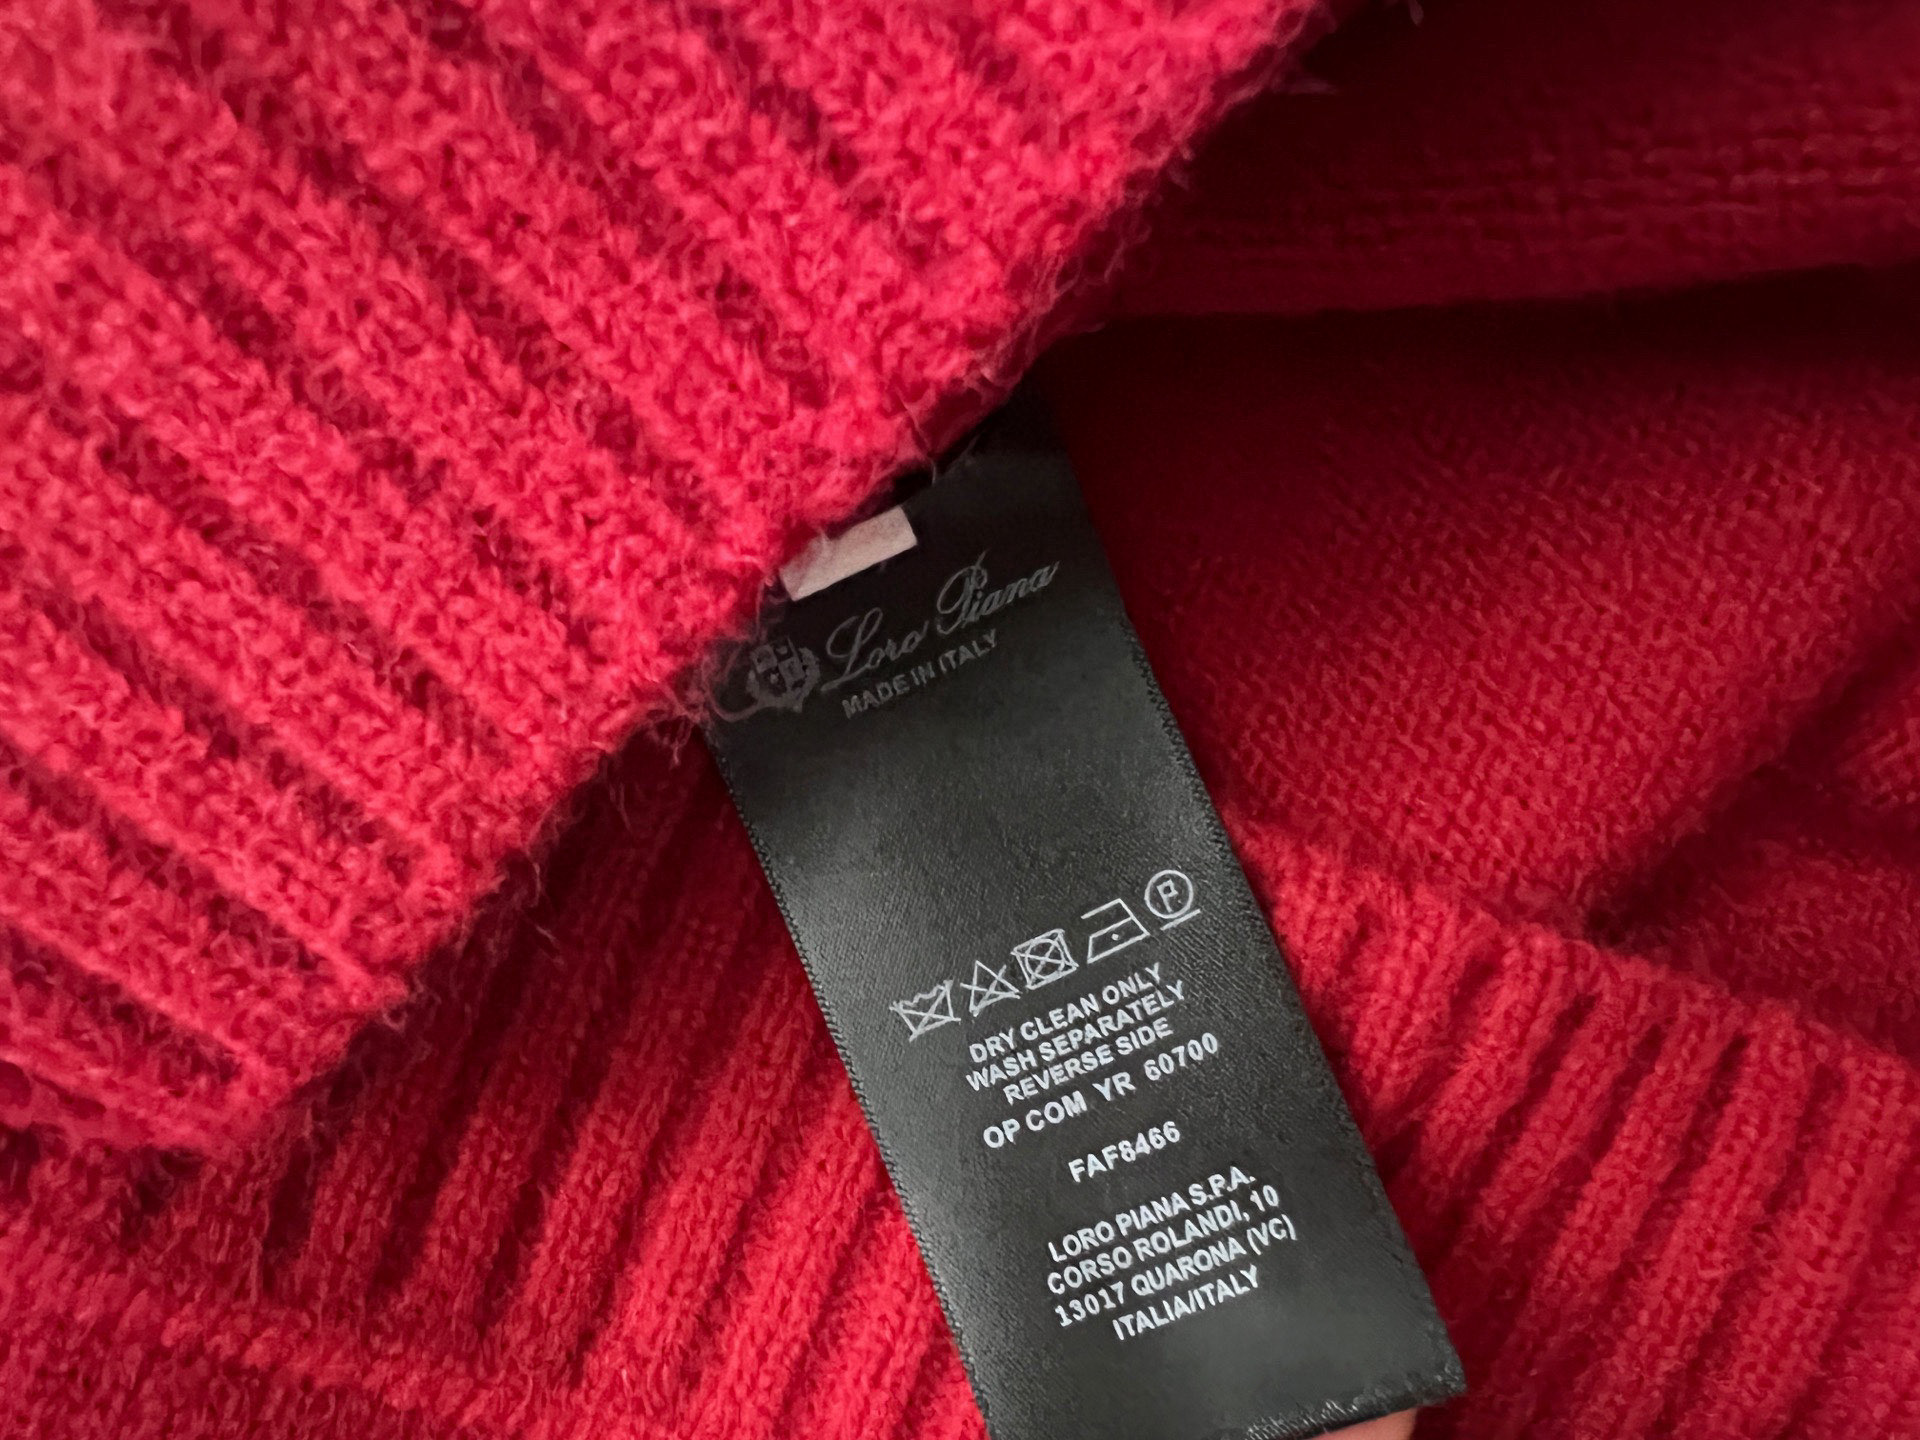 Loro Piana
MADE IN ITALY
P
DRY CLEAN ONLY
WASH SEPARATELY
REVERSE SIDE
OP COM YR 60700
FAF8466
LORO PIANA S.P.A.
CORSO ROLANDI, 10
13017 QUARONA (VC)
ITALIA/ITALY